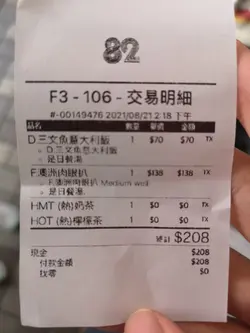 82
F3 - 106 - 交易明細
#-00149476 2021/08/21 2:18 下午
品名 數量 單價 金額
D.三文魚意大利飯 1 $70 $70 TX
D.三文魚意大利飯
是日餐湯
F.澳洲肉眼扒 1 $138 $138 TX
F.澳洲肉眼扒 Medium well
是日餐湯
HMT (熱)奶茶 1 $0 $0 TX
HOT (熱)檸檬茶 1 $0 $0 TX
總計 $208
現金 $208
付款金額 $208
找零 $0